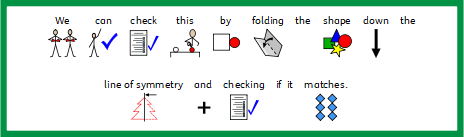 We can check this by folding the shape down the
line of symmetry and checking if it matches.